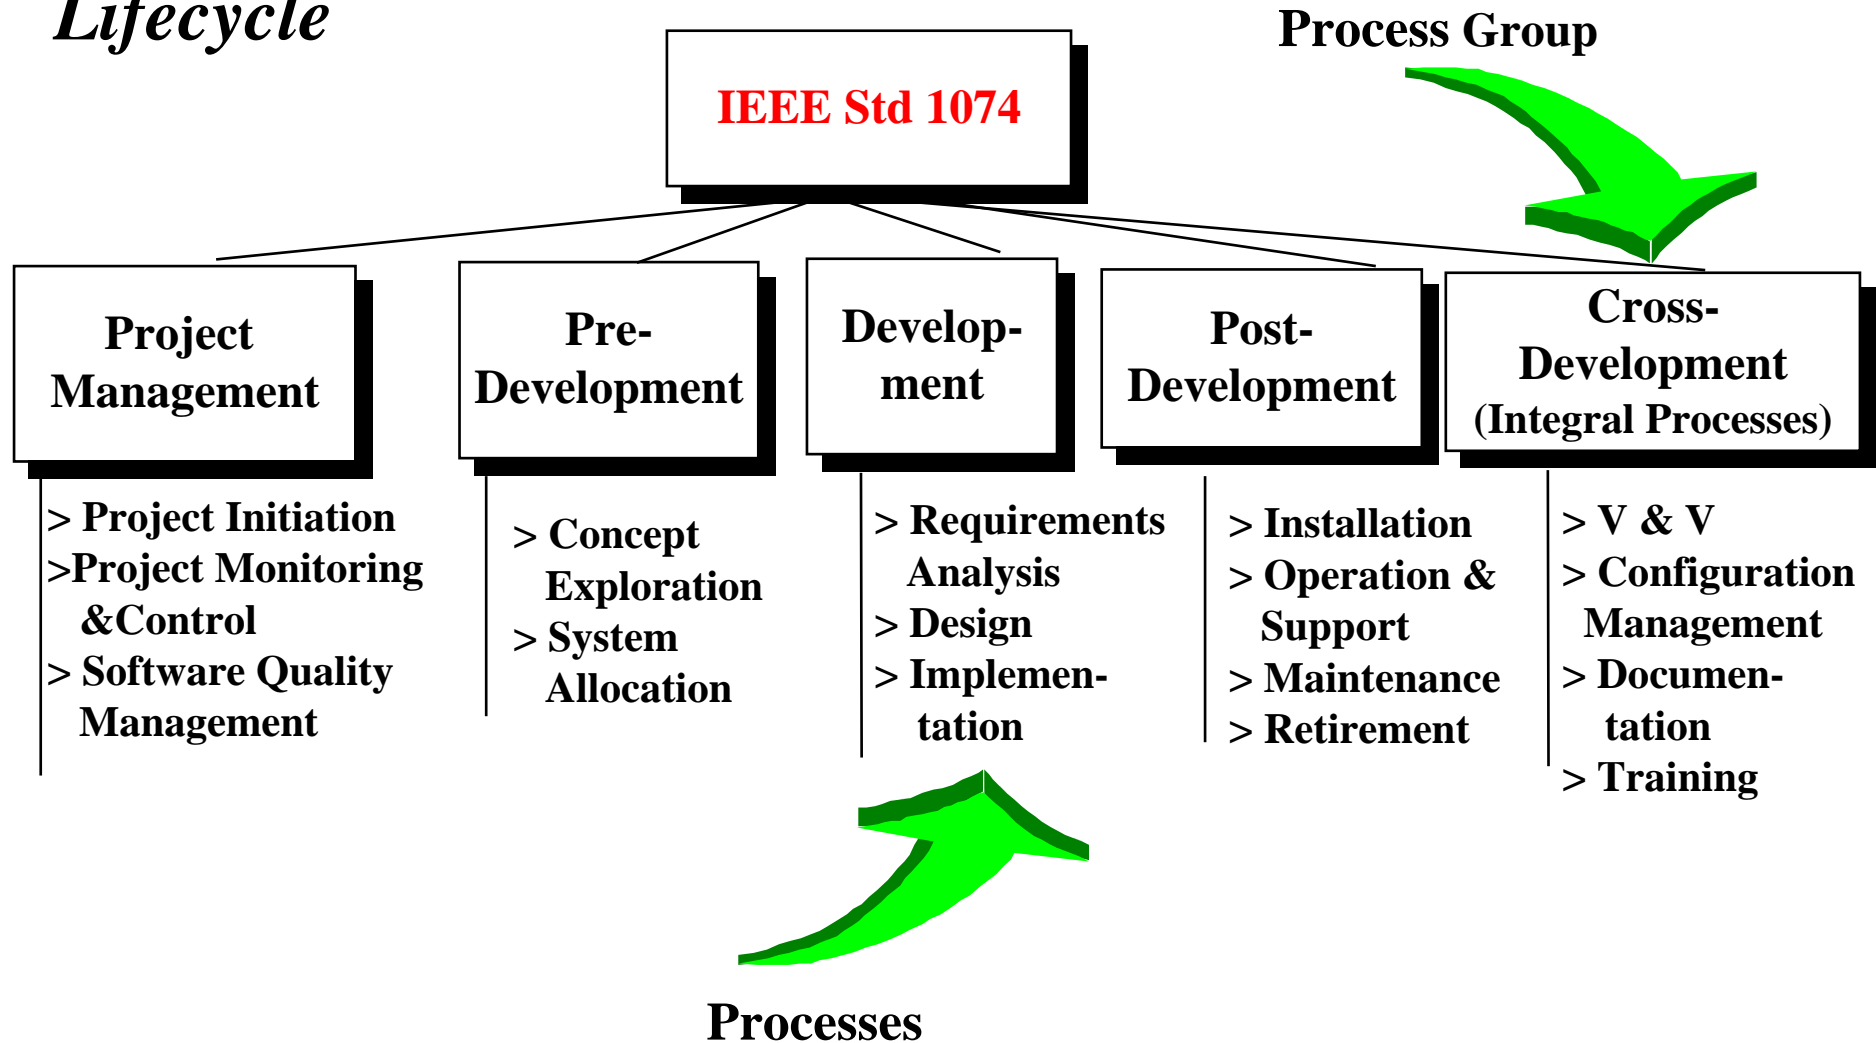 Lifecycle
Process Group
IEEE Std 1074
Project
Management
> Project Initiation
>Project Monitoring
&Control
> Software Quality
Management
Pre-
Development
> Concept
Exploration
> System
Allocation
Develop-
ment
> Requirements
Analysis
> Design
> Implemen-
tation
Post-
Development
> Installation
> Operation &
Support
> Maintenance
> Retirement
Cross-
Development
(Integral Processes)
> V & V
> Configuration
Management
> Documen-
tation
> Training
Processes